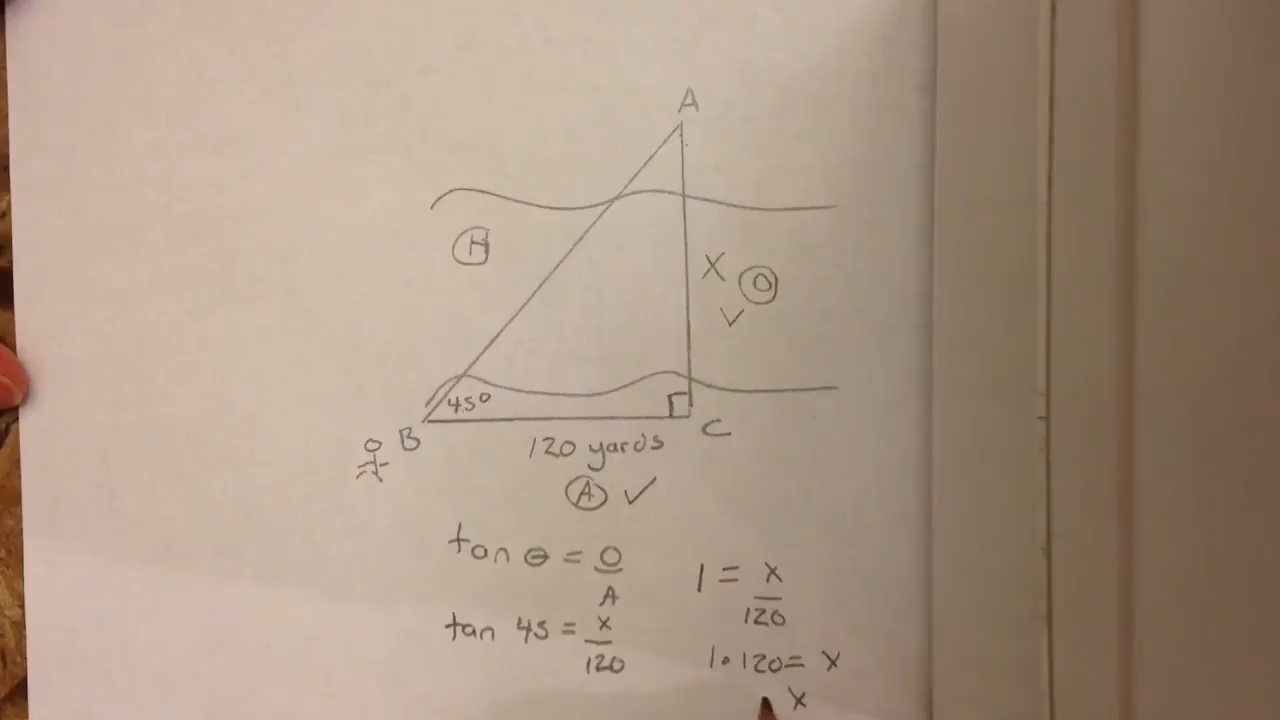 A
H
X O
✓
45°
B
C
120 yards
A ✓
tan θ = O/A
1 = x/120
tan 45 = x/120
1 • 120 = x
x